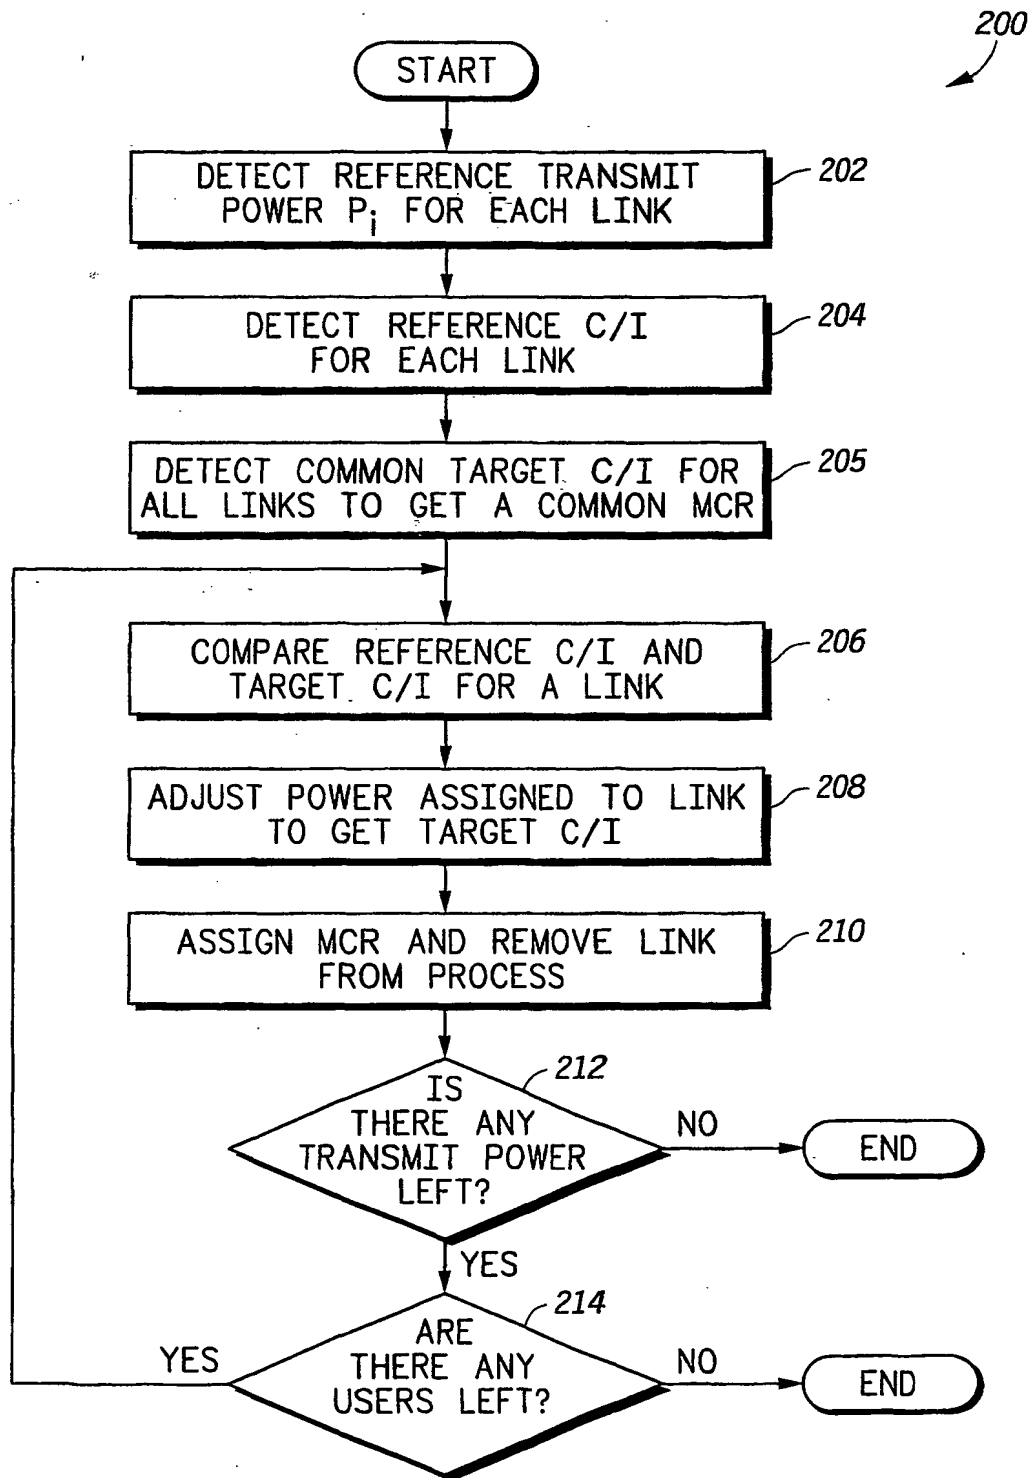 200
START
DETECT REFERENCE TRANSMIT
POWER Pi FOR EACH LINK
202
DETECT REFERENCE C/I
FOR EACH LINK
204
DETECT COMMON TARGET C/I FOR
ALL LINKS TO GET A COMMON MCR
205
COMPARE REFERENCE C/I AND
TARGET C/I FOR A LINK
206
ADJUST POWER ASSIGNED TO LINK
TO GET TARGET C/I
208
ASSIGN MCR AND REMOVE LINK
FROM PROCESS
210
IS
THERE ANY
TRANSMIT POWER
LEFT?
212
NO
END
YES
ARE
THERE ANY
USERS LEFT?
214
YES
NO
END